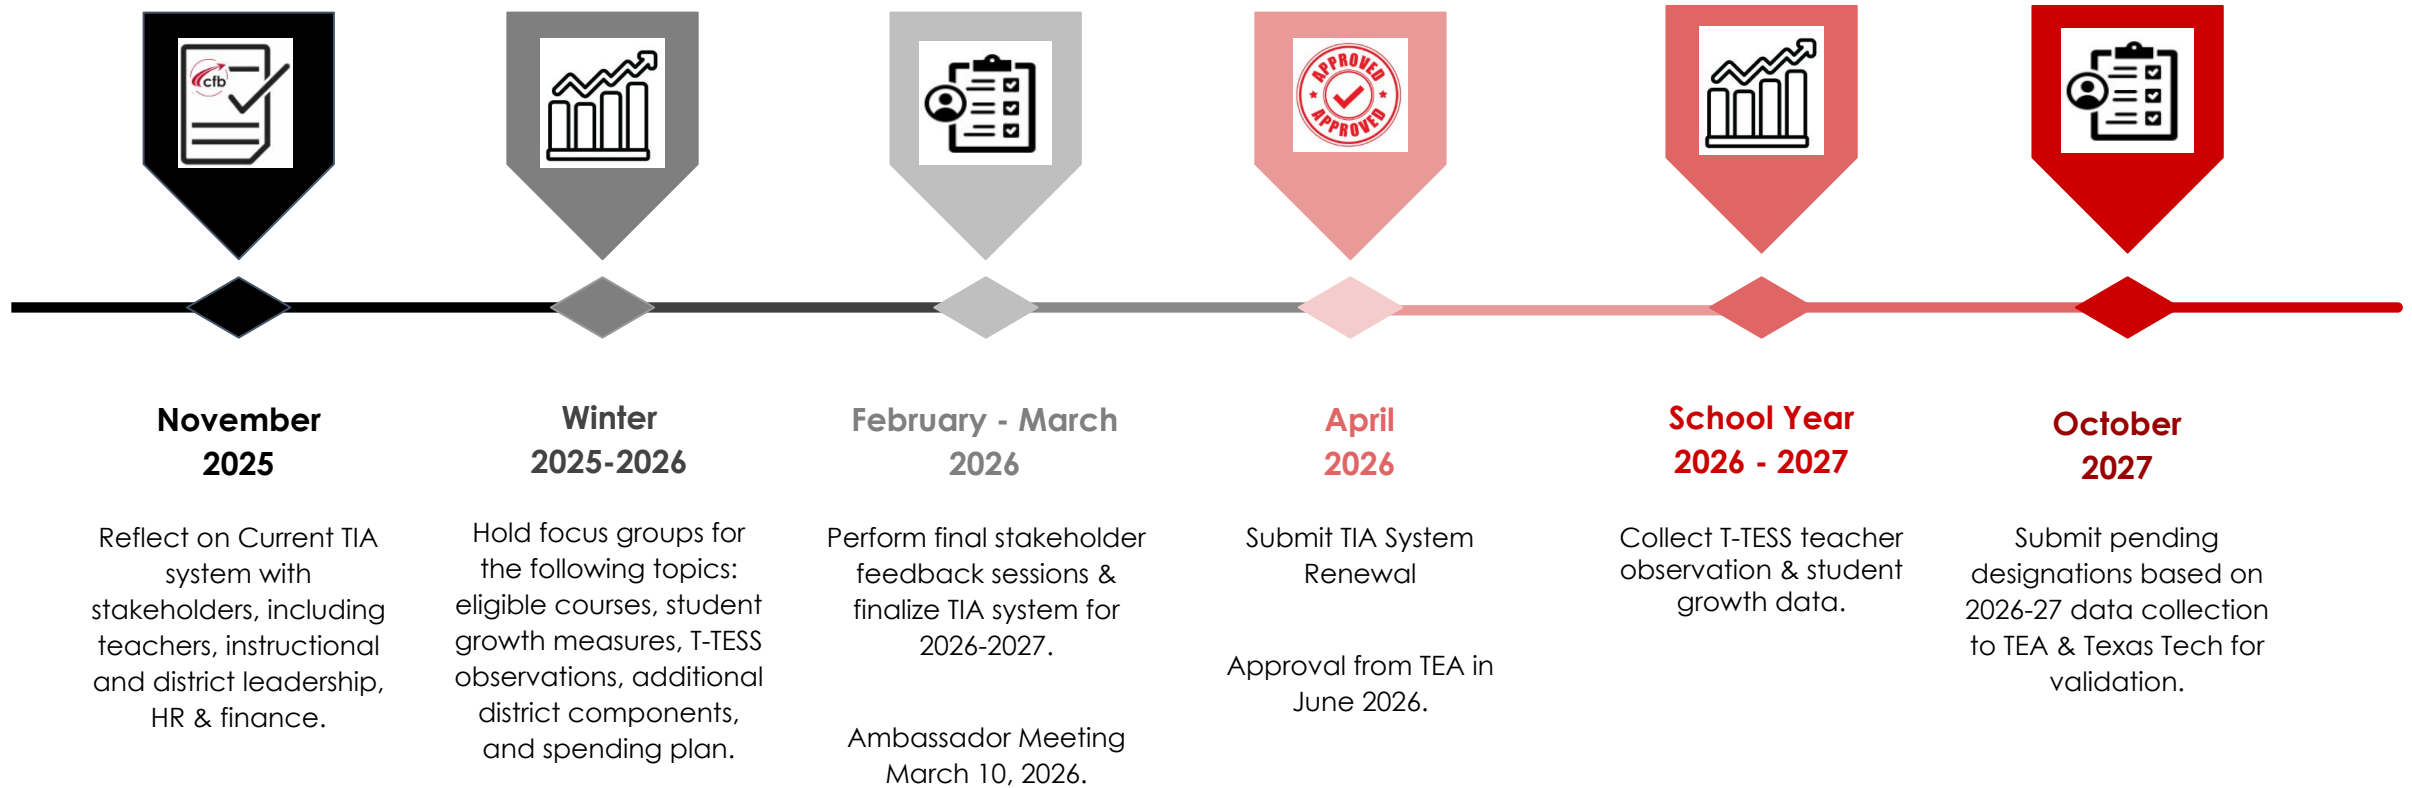 cfb
APPROVED
APPROVED
November
2025
Reflect on Current TIA
system with
stakeholders, including
teachers, instructional
and district leadership,
HR & finance.
Winter
2025-2026
Hold focus groups for
the following topics:
eligible courses, student
growth measures, T-TESS
observations, additional
district components,
and spending plan.
February - March
2026
Perform final stakeholder
feedback sessions &
finalize TIA system for
2026-2027.
Ambassador Meeting
March 10, 2026.
April
2026
Submit TIA System
Renewal
Approval from TEA in
June 2026.
School Year
2026 - 2027
Collect T-TESS teacher
observation & student
growth data.
October
2027
Submit pending
designations based on
2026-27 data collection
to TEA & Texas Tech for
validation.